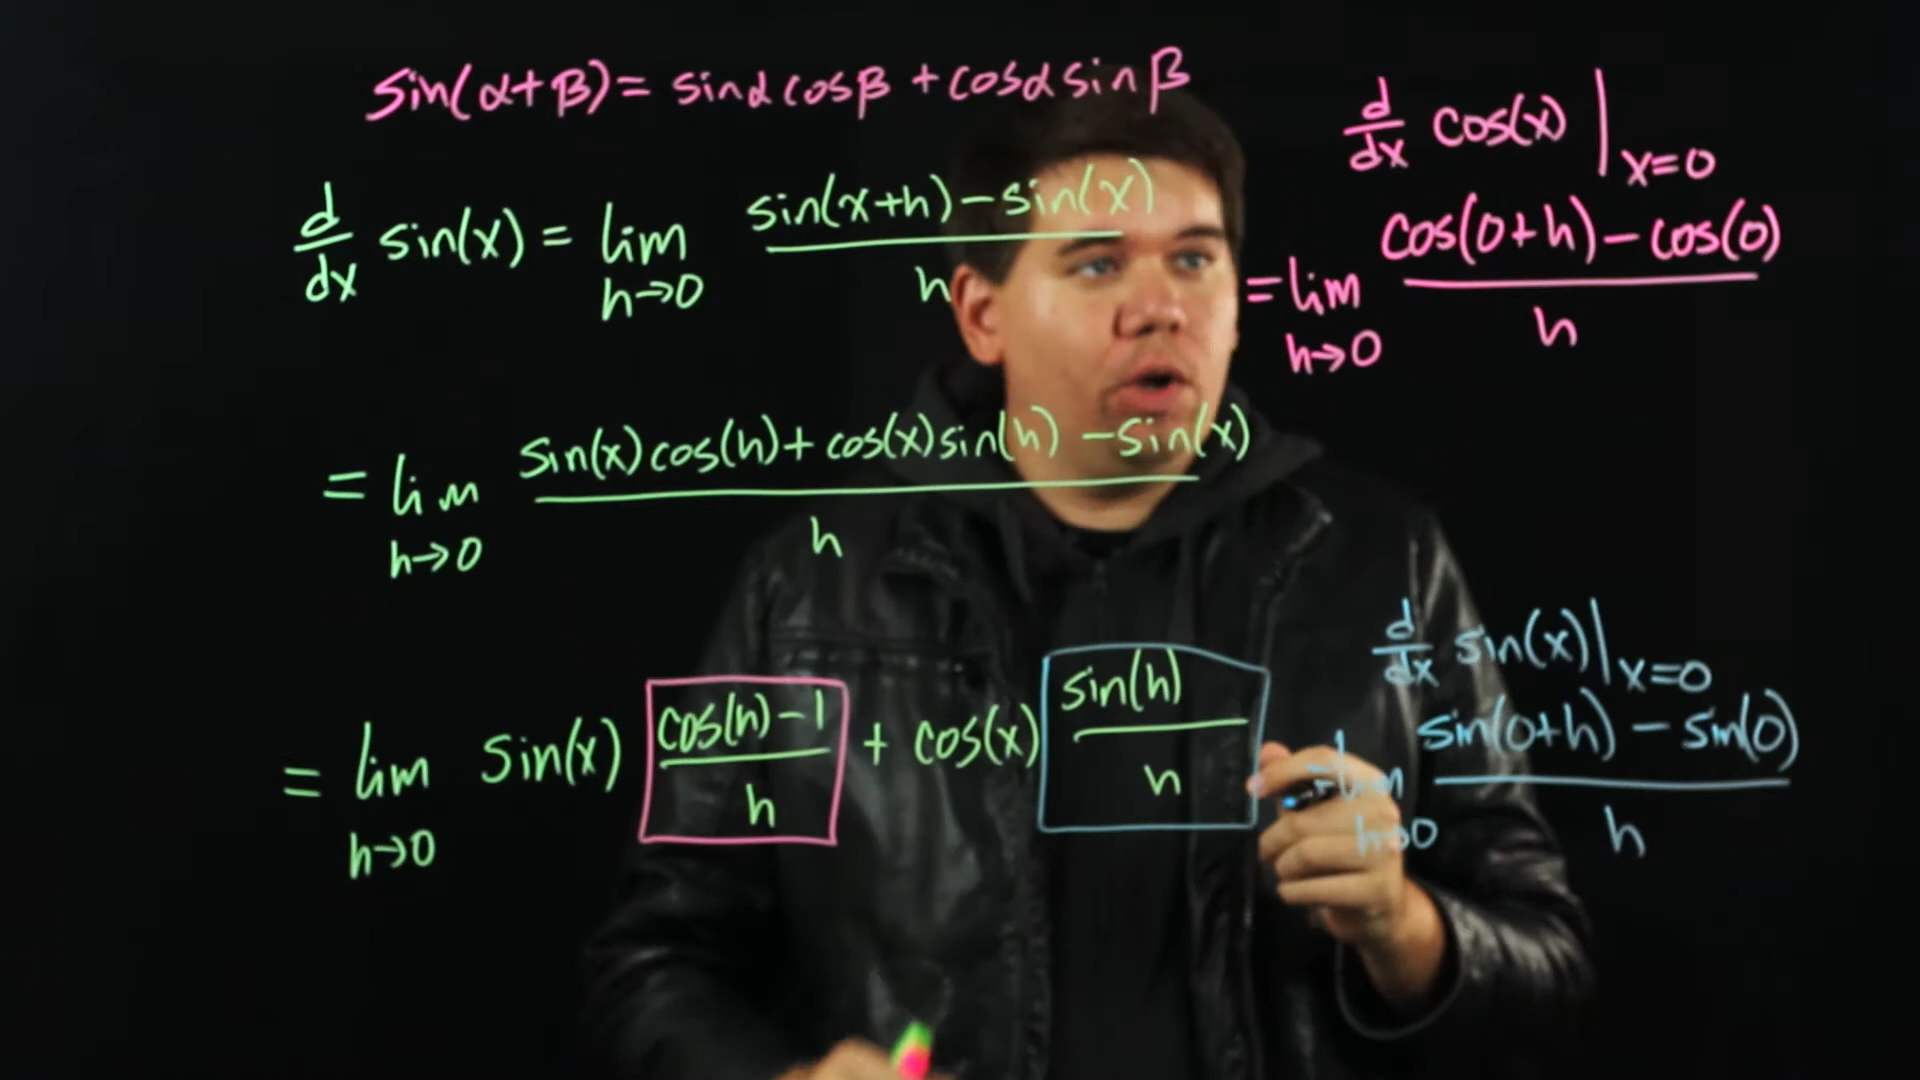 sin(α+β)= sinα cosβ + cosα sinβ
d/dx sin(x) = lim h→0 (sin(x+h) – sin(x))/h
= lim h→0 (sin(x)cos(h)+cos(x)sin(h) – sin(x))/h
= lim h→0 sin(x) (cos(h)–1)/h + cos(x) sin(h)/h
d/dx cos(x) | x=0
= lim h→0 (cos(0+h) – cos(0))/h
d/dx sin(x) | x=0
= lim h→0 (sin(0+h) – sin(0))/h